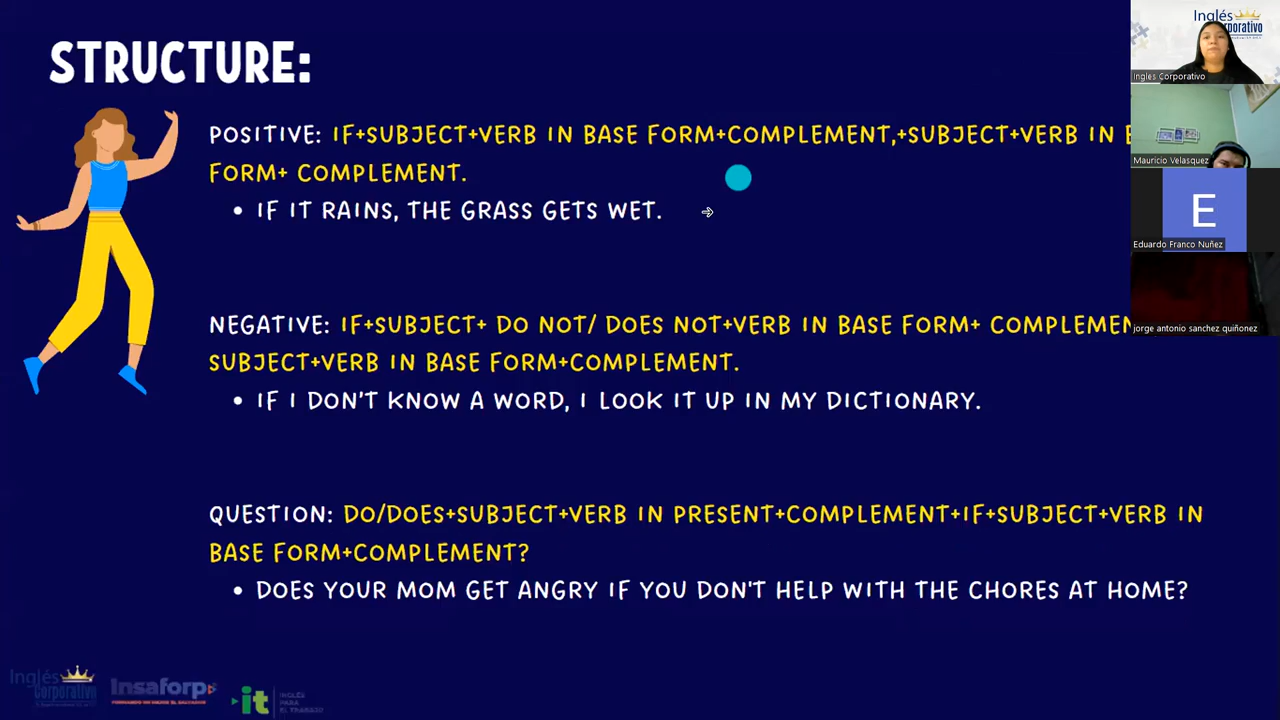 STRUCTURE:
POSITIVE: IF+SUBJECT+VERB IN BASE FORM+COMPLEMENT,+SUBJECT+VERB IN
FORM+ COMPLEMENT.
• IF IT RAINS, THE GRASS GETS WET.
NEGATIVE: IF+SUBJECT+ DO NOT/ DOES NOT+VERB IN BASE FORM+ COMPLEMEN
SUBJECT+VERB IN BASE FORM+COMPLEMENT.
• IF I DON'T KNOW A WORD, I LOOK IT UP IN MY DICTIONARY.
QUESTION: DO/DOES+SUBJECT+VERB IN PRESENT+COMPLEMENT+IF+SUBJECT+VERB IN
BASE FORM+COMPLEMENT?
• DOES YOUR MOM GET ANGRY IF YOU DON'T HELP WITH THE CHORES AT HOME?
Inglés
Corporativo
Insaforp
it
INGLÉS
PARA
EL TRABAJO
Inglés
orporativo
Ingles Corporativo
Mauricio Velasquez
E
Eduardo Franco Nuñez
jorge antonio sanchez quiñonez